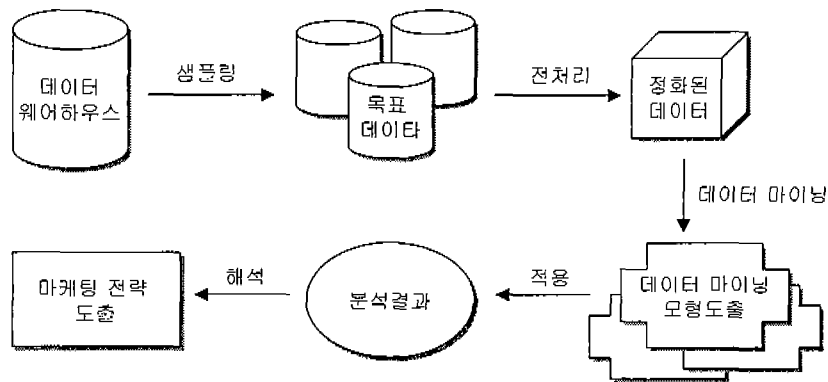 데이터
웨어하우스
샘플링
목표
데이타
전처리
정화된
데이터
데이터 마이닝
데이터 마이닝
모형도출
적용
분석결과
해석
마케팅 전략
도출